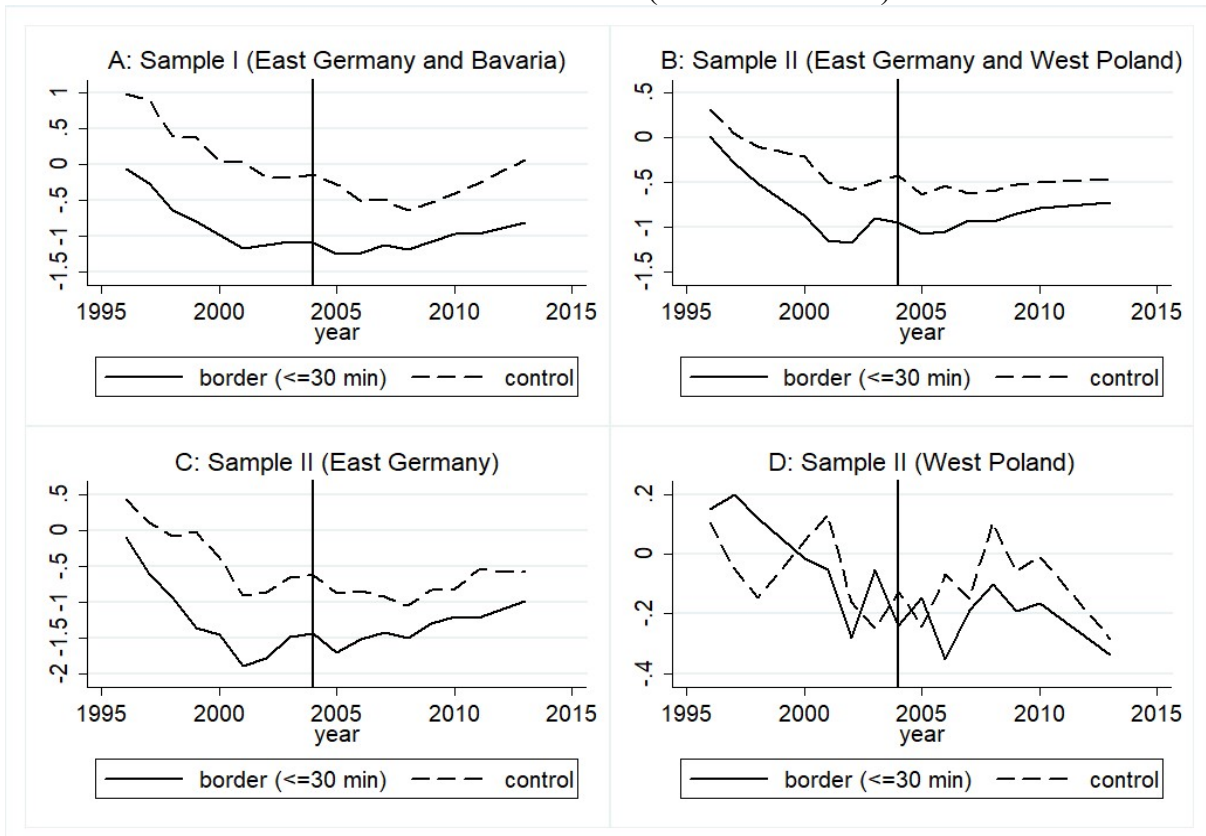 A: Sample I (East Germany and Bavaria)
-1.5 -1 -.5 0 .5 1
1995 2000 2005 2010 2015
year
border (<=30 min) control
B: Sample II (East Germany and West Poland)
-1.5 -1 -.5 0 .5
1995 2000 2005 2010 2015
year
border (<=30 min) control
C: Sample II (East Germany)
-2 -1.5 -1 -.5 0 .5
1995 2000 2005 2010 2015
year
border (<=30 min) control
D: Sample II (West Poland)
-.4 -.2 0 .2
1995 2000 2005 2010 2015
year
border (<=30 min) control